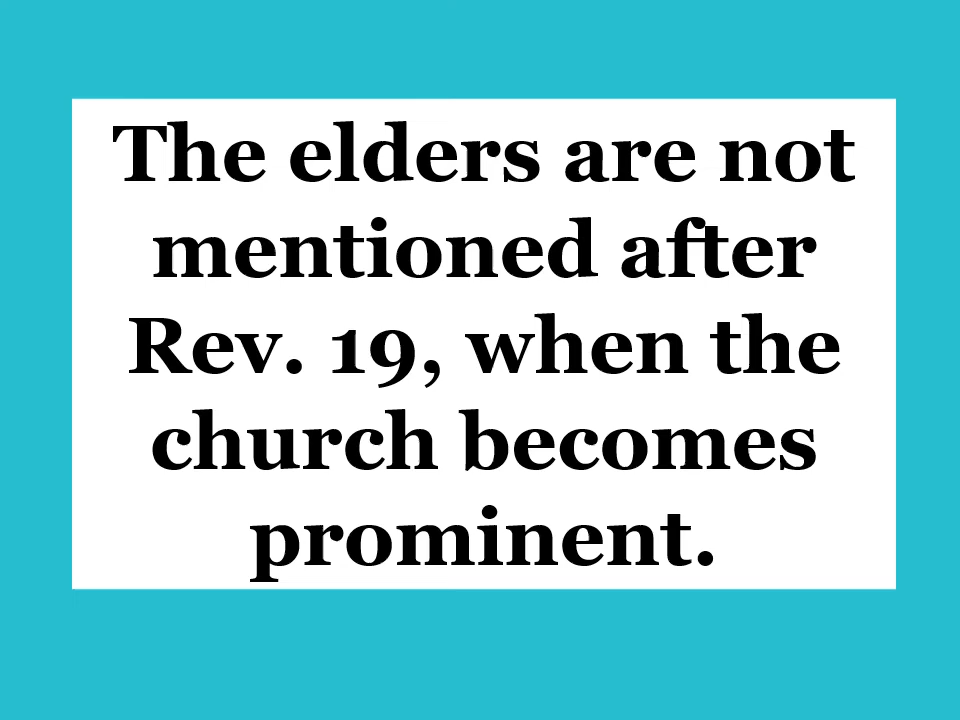 The elders are not
mentioned after
Rev. 19, when the
church becomes
prominent.